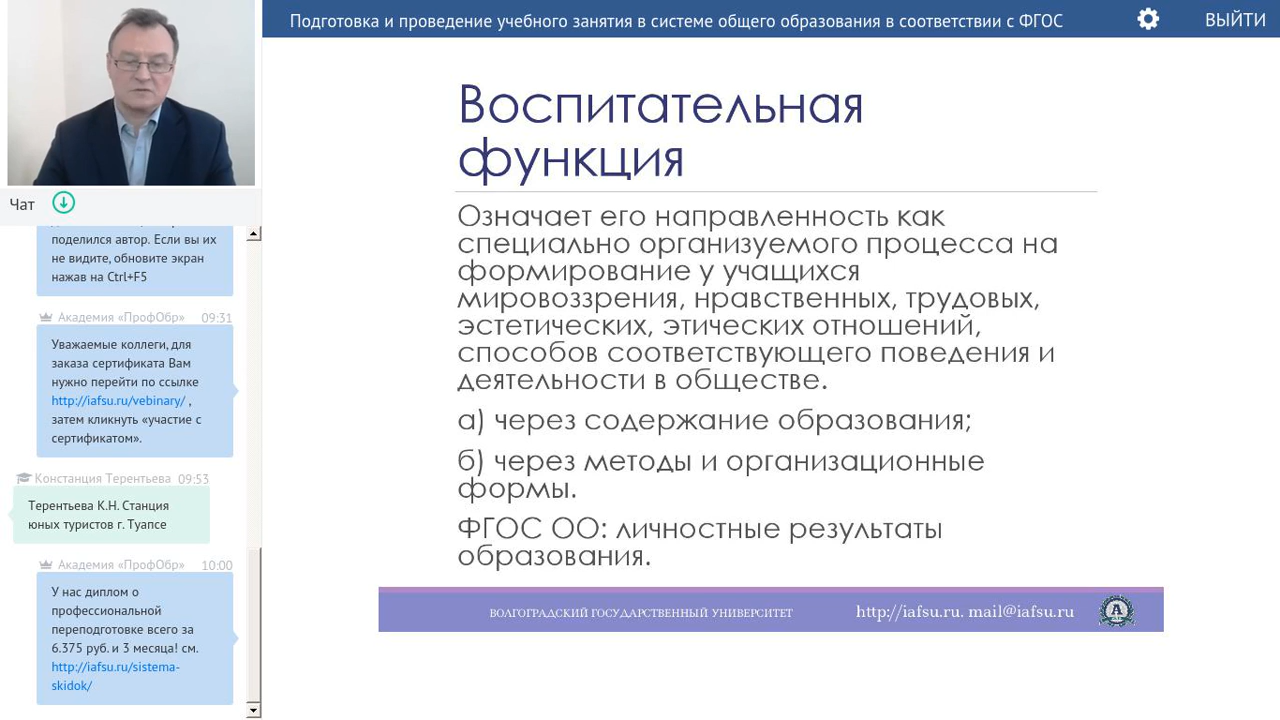 Подготовка и проведение учебного занятия в системе общего образования в соответствии с ФГОС
ВЫЙТИ
Чат
поделился автор. Если вы их
не видите, обновите экран
нажав на Ctrl+F5
Академия «ПрофОбр» 09:31
Уважаемые коллеги, для
заказа сертификата Вам
нужно перейти по ссылке
http://iafsu.ru/vebinary/ ,
затем кликнуть «участие с
сертификатом».
Констанция Терентьева 09:53
Терентьева К.Н. Станция
юных туристов г. Туапсе
Академия «ПрофОбр» 10:00
У нас диплом о
профессиональной
переподготовке всего за
6.375 руб. и 3 месяца! см.
http://iafsu.ru/sistema-
skidok/
Воспитательная
функция
Означает его направленность как
специально организуемого процесса на
формирование у учащихся
мировоззрения, нравственных, трудовых,
эстетических, этических отношений,
способов соответствующего поведения и
деятельности в обществе.
а) через содержание образования;
б) через методы и организационные
формы.
ФГОС ОО: личностные результаты
образования.
ВОЛГОГРАДСКИЙ ГОСУДАРСТВЕННЫЙ УНИВЕРСИТЕТ
http://iafsu.ru. mail@iafsu.ru